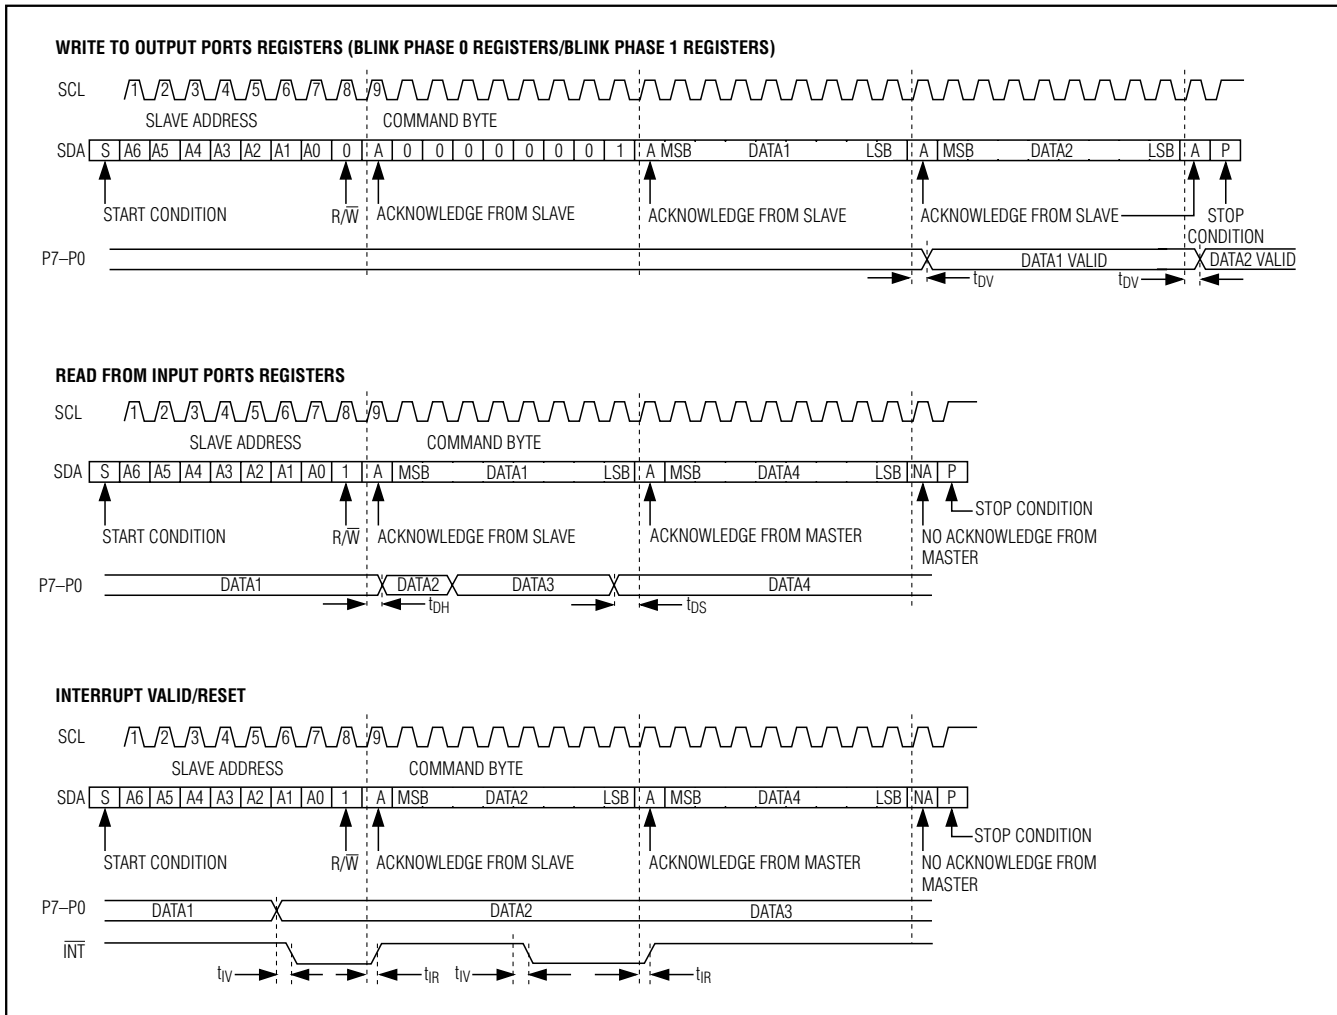 WRITE TO OUTPUT PORTS REGISTERS (BLINK PHASE 0 REGISTERS/BLINK PHASE 1 REGISTERS)
SCL 1 2 3 4 5 6 7 8 9
SLAVE ADDRESS COMMAND BYTE
SDA S A6 A5 A4 A3 A2 A1 A0 0 A 0 0 0 0 0 0 0 1 A MSB DATA1 LSB A MSB DATA2 LSB A P
START CONDITION R/W̅ ACKNOWLEDGE FROM SLAVE ACKNOWLEDGE FROM SLAVE ACKNOWLEDGE FROM SLAVE STOP
CONDITION
P7–P0 DATA1 VALID DATA2 VALID
tDV tDV
READ FROM INPUT PORTS REGISTERS
SCL 1 2 3 4 5 6 7 8 9
SLAVE ADDRESS COMMAND BYTE
SDA S A6 A5 A4 A3 A2 A1 A0 1 A MSB DATA1 LSB A MSB DATA4 LSB NA P
STOP CONDITION
START CONDITION R/W̅ ACKNOWLEDGE FROM SLAVE ACKNOWLEDGE FROM MASTER NO ACKNOWLEDGE FROM
MASTER
P7–P0 DATA1 DATA2 DATA3 DATA4
tDH tDS
INTERRUPT VALID/RESET
SCL 1 2 3 4 5 6 7 8 9
SLAVE ADDRESS COMMAND BYTE
SDA S A6 A5 A4 A3 A2 A1 A0 1 A MSB DATA2 LSB A MSB DATA4 LSB NA P
STOP CONDITION
START CONDITION R/W̅ ACKNOWLEDGE FROM SLAVE ACKNOWLEDGE FROM MASTER NO ACKNOWLEDGE FROM
MASTER
P7–P0 DATA1 DATA2 DATA3
I̅N̅T̅
tIV tIR tIV tIR